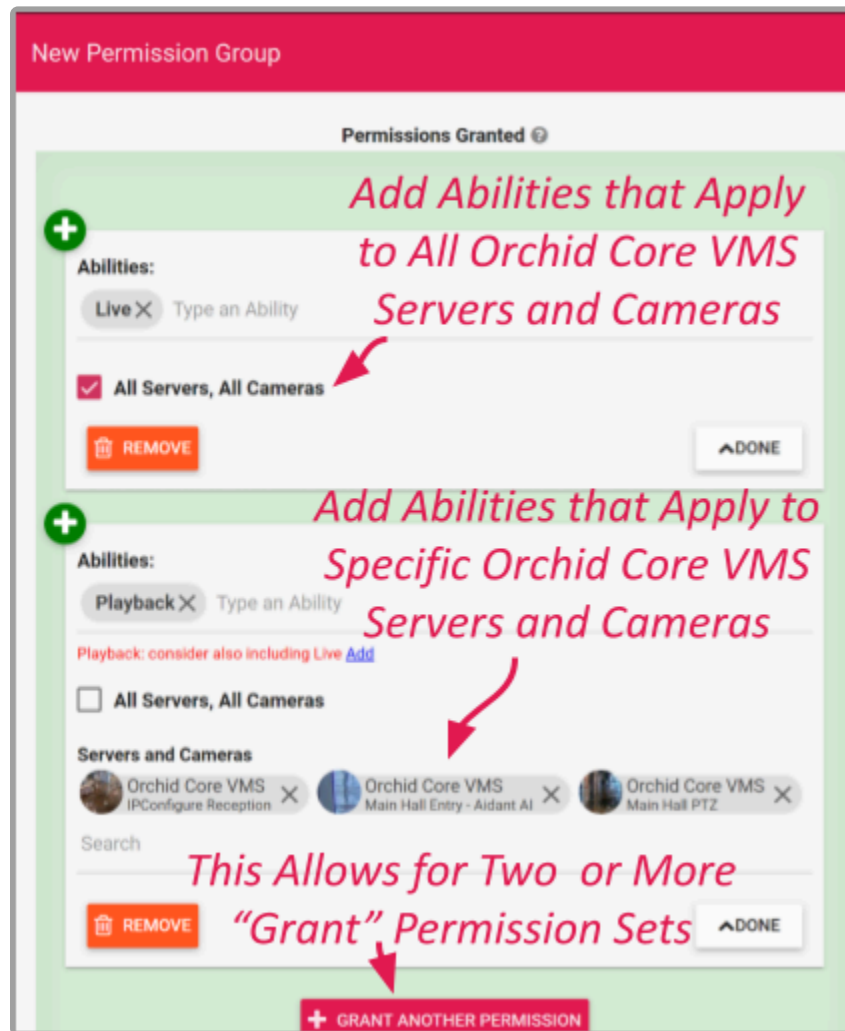 New Permission Group
Permissions Granted
Add Abilities that Apply
to All Orchid Core VMS
Servers and Cameras
Abilities:
Live
Type an Ability
All Servers, All Cameras
REMOVE
DONE
Add Abilities that Apply to
Specific Orchid Core VMS
Servers and Cameras
Abilities:
Playback
Type an Ability
Playback: consider also including Live Add
All Servers, All Cameras
Servers and Cameras
Orchid Core VMS
IPConfigure Reception
Orchid Core VMS
Main Hall Entry - Aidant AI
Orchid Core VMS
Main Hall PTZ
Search
This Allows for Two or More
“Grant” Permission Sets
REMOVE
DONE
+ GRANT ANOTHER PERMISSION